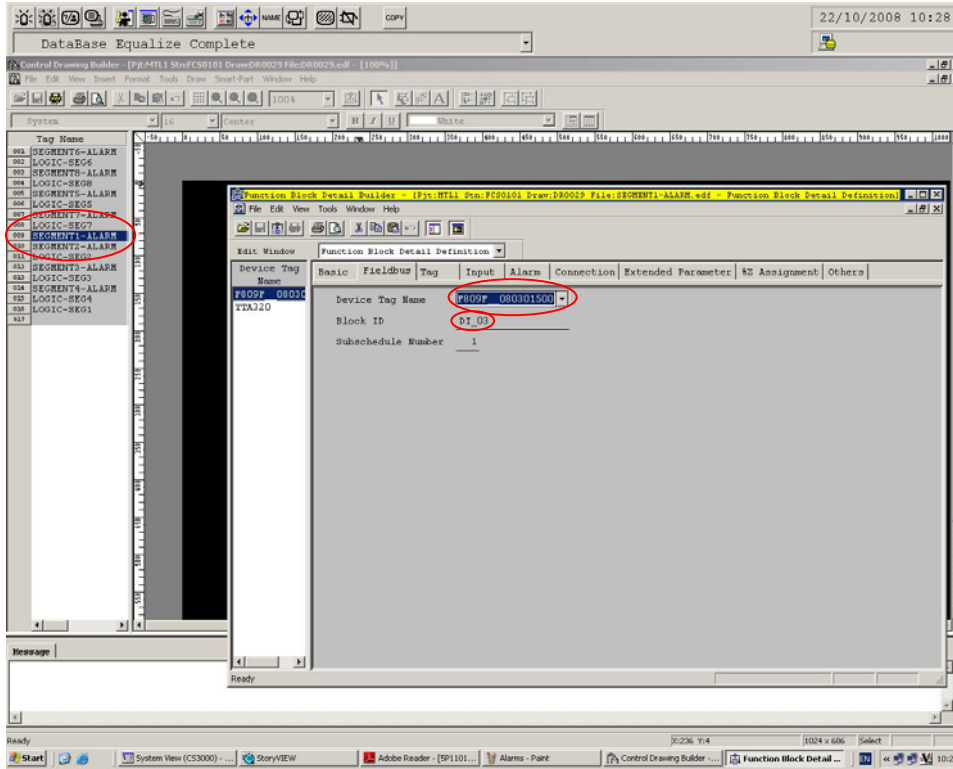 NAME
COPY
22/10/2008 10:28
DataBase Equalize Complete
Control Drawing Builder - [Pjt:MTL1 Stn:FCS0101 Draw:DR0029 File:DR0029.edf - [100%]]
File Edit View Insert Format Tools Draw Smart-Part Window Help
100%
System 16 Center B I U White
Tag Name
001 SEGMENT6-ALARM
002 LOGIC-SEG6
003 SEGMENT8-ALARM
004 LOGIC-SEG8
005 SEGMENT5-ALARM
006 LOGIC-SEG5
007 SEGMENT7-ALARM
008 LOGIC-SEG7
009 SEGMENT1-ALARM
010 SEGMENT2-ALARM
011 LOGIC-SEG2
012 SEGMENT3-ALARM
013 LOGIC-SEG3
014 SEGMENT4-ALARM
015 LOGIC-SEG4
016 LOGIC-SEG1
017
Function Block Detail Builder - [Pjt:MTL1 Stn:FCS0101 Draw:DR0029 File:SEGMENT1-ALARM.edf - Function Block Detail Definition]
File Edit View Tools Window Help
Edit Window Function Block Detail Definition
Device Tag Name
F809F 08030
YTA320
Basic Fieldbus Tag Input Alarm Connection Extended Parameter %Z Assignment Others
Device Tag Name F809F 080301500
Block ID DI_03
Subschedule Number 1
Ready
Message
Ready X:236 Y:4 1024 x 686 Select
Start System View (CS3000) - ... StoryVIEW Adobe Reader - [SP1101... Alarms - Paint Control Drawing Builder -... Function Block Detail ... EN « 10:2